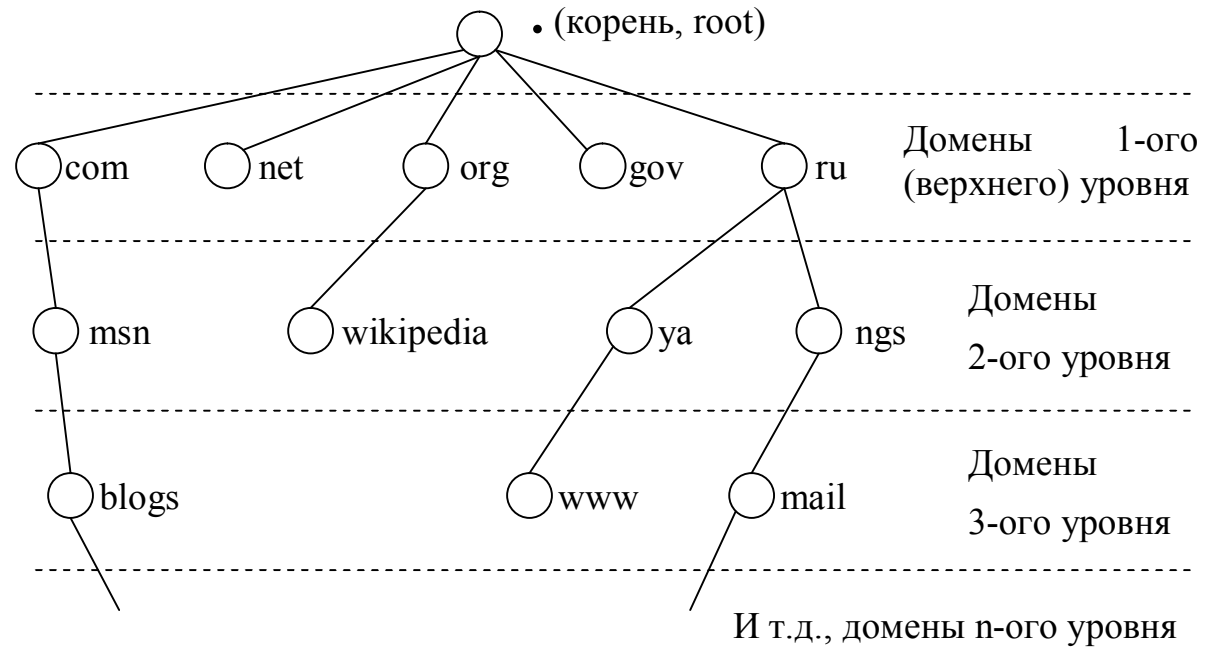 . (корень, root)
com net org gov ru
Домены 1-ого
(верхнего) уровня
msn wikipedia ya ngs
Домены
2-ого уровня
blogs www mail
Домены
3-ого уровня
И т.д., домены n-ого уровня